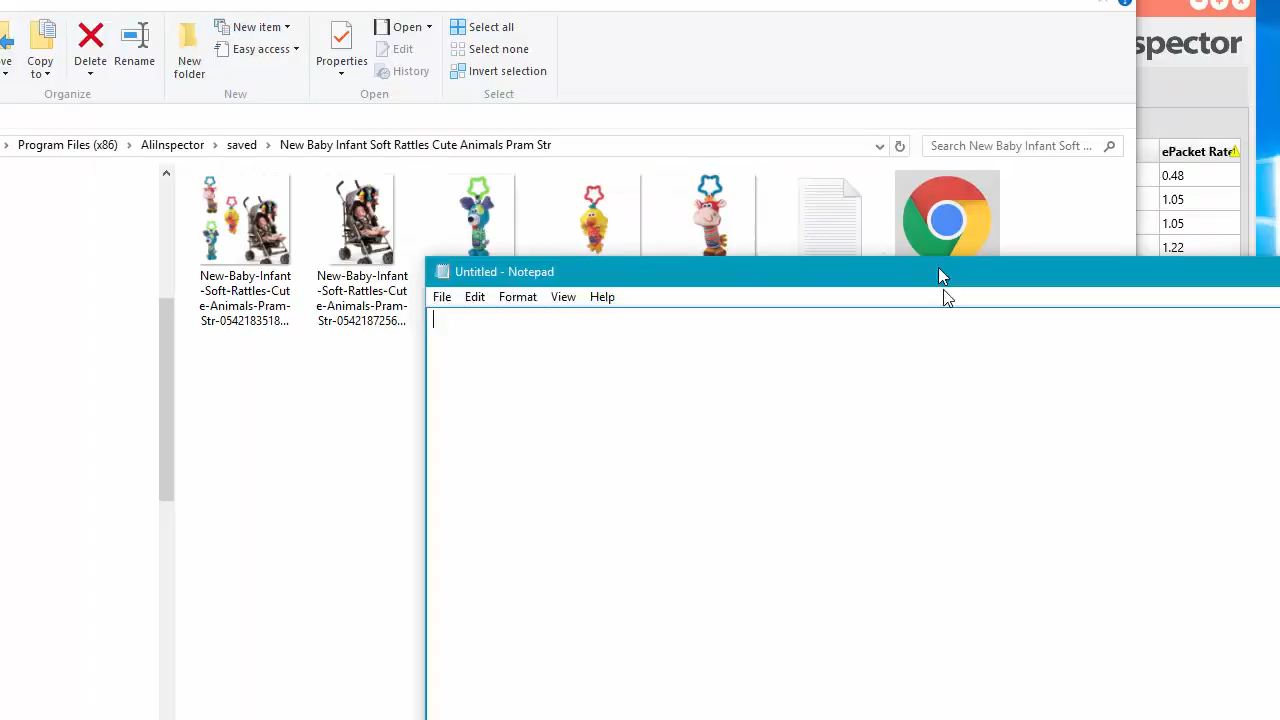 spector
New item
Open
Select all
Easy access
Edit
Select none
Copy
to
Delete
Rename
New
folder
Properties
History
Invert selection
Organize
New
Open
Select
Program Files (x86) > AliInspector > saved > New Baby Infant Soft Rattles Cute Animals Pram Str
Search New Baby Infant Soft ...
ePacket Rate
0.48
1.05
1.05
1.22
New-Baby-Infant
-Soft-Rattles-Cut
e-Animals-Pram-
Str-0542183518...
New-Baby-Infant
-Soft-Rattles-Cut
e-Animals-Pram-
Str-0542187256...
Untitled - Notepad
File Edit Format View Help